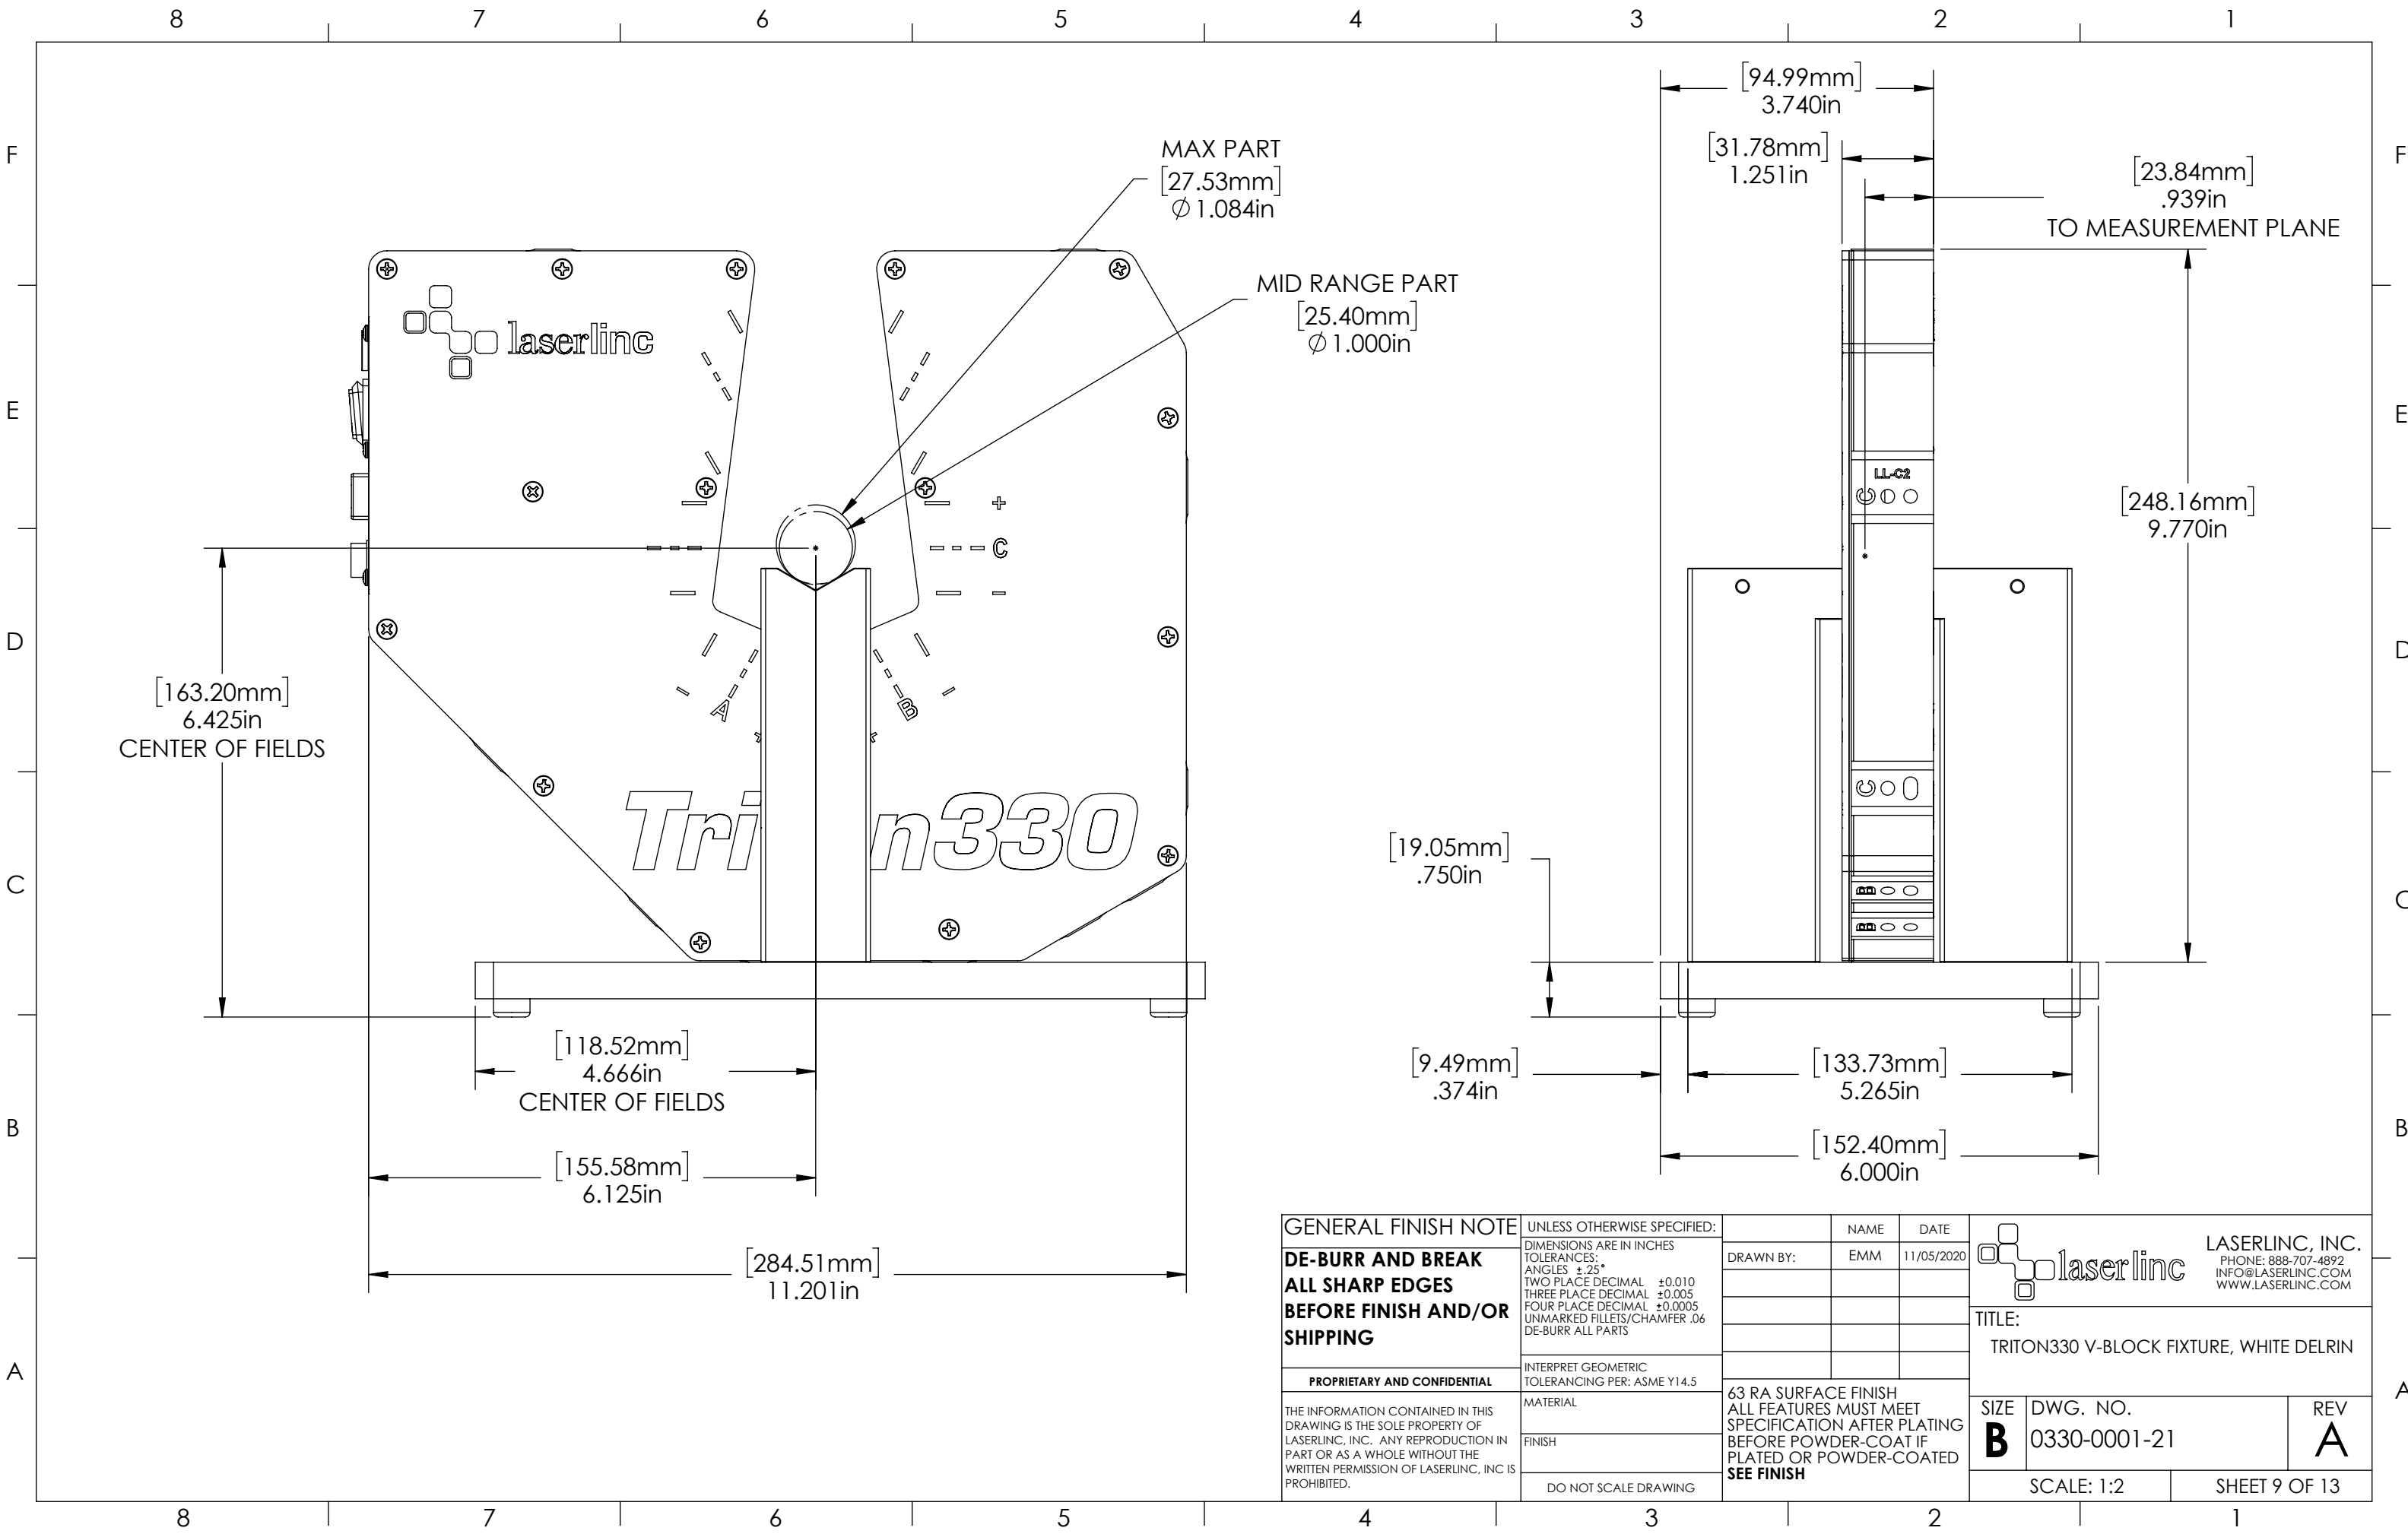 8 7 6 5 4 3 2 1
F
E
D
C
B
A
F
E
D
C
B
A
MAX PART
[27.53mm]
∅1.084in
MID RANGE PART
[25.40mm]
∅1.000in
laserlinc
+
C
-
A
B
Tri n330
[163.20mm]
6.425in
CENTER OF FIELDS
[118.52mm]
4.666in
CENTER OF FIELDS
[155.58mm]
6.125in
[284.51mm]
11.201in
[94.99mm]
3.740in
[31.78mm]
1.251in
[23.84mm]
.939in
TO MEASUREMENT PLANE
LL-C2
C
[248.16mm]
9.770in
C
B
B
[19.05mm]
.750in
[9.49mm]
.374in
[133.73mm]
5.265in
[152.40mm]
6.000in
GENERAL FINISH NOTE
DE-BURR AND BREAK
ALL SHARP EDGES
BEFORE FINISH AND/OR
SHIPPING
PROPRIETARY AND CONFIDENTIAL
THE INFORMATION CONTAINED IN THIS
DRAWING IS THE SOLE PROPERTY OF
LASERLINC, INC. ANY REPRODUCTION IN
PART OR AS A WHOLE WITHOUT THE
WRITTEN PERMISSION OF LASERLINC, INC IS
PROHIBITED.
UNLESS OTHERWISE SPECIFIED:
DIMENSIONS ARE IN INCHES
TOLERANCES:
ANGLES ±.25°
TWO PLACE DECIMAL ±0.010
THREE PLACE DECIMAL ±0.005
FOUR PLACE DECIMAL ±0.0005
UNMARKED FILLETS/CHAMFER .06
DE-BURR ALL PARTS
INTERPRET GEOMETRIC
TOLERANCING PER: ASME Y14.5
MATERIAL
FINISH
DO NOT SCALE DRAWING
NAME DATE
DRAWN BY: EMM 11/05/2020
63 RA SURFACE FINISH
ALL FEATURES MUST MEET
SPECIFICATION AFTER PLATING
BEFORE POWDER-COAT IF
PLATED OR POWDER-COATED
SEE FINISH
laserlinc
LASERLINC, INC.
PHONE: 888-707-4892
INFO@LASERLINC.COM
WWW.LASERLINC.COM
TITLE:
TRITON330 V-BLOCK FIXTURE, WHITE DELRIN
SIZE
B
DWG. NO.
0330-0001-21
REV
A
SCALE: 1:2
SHEET 9 OF 13
8 7 6 5 4 3 2 1